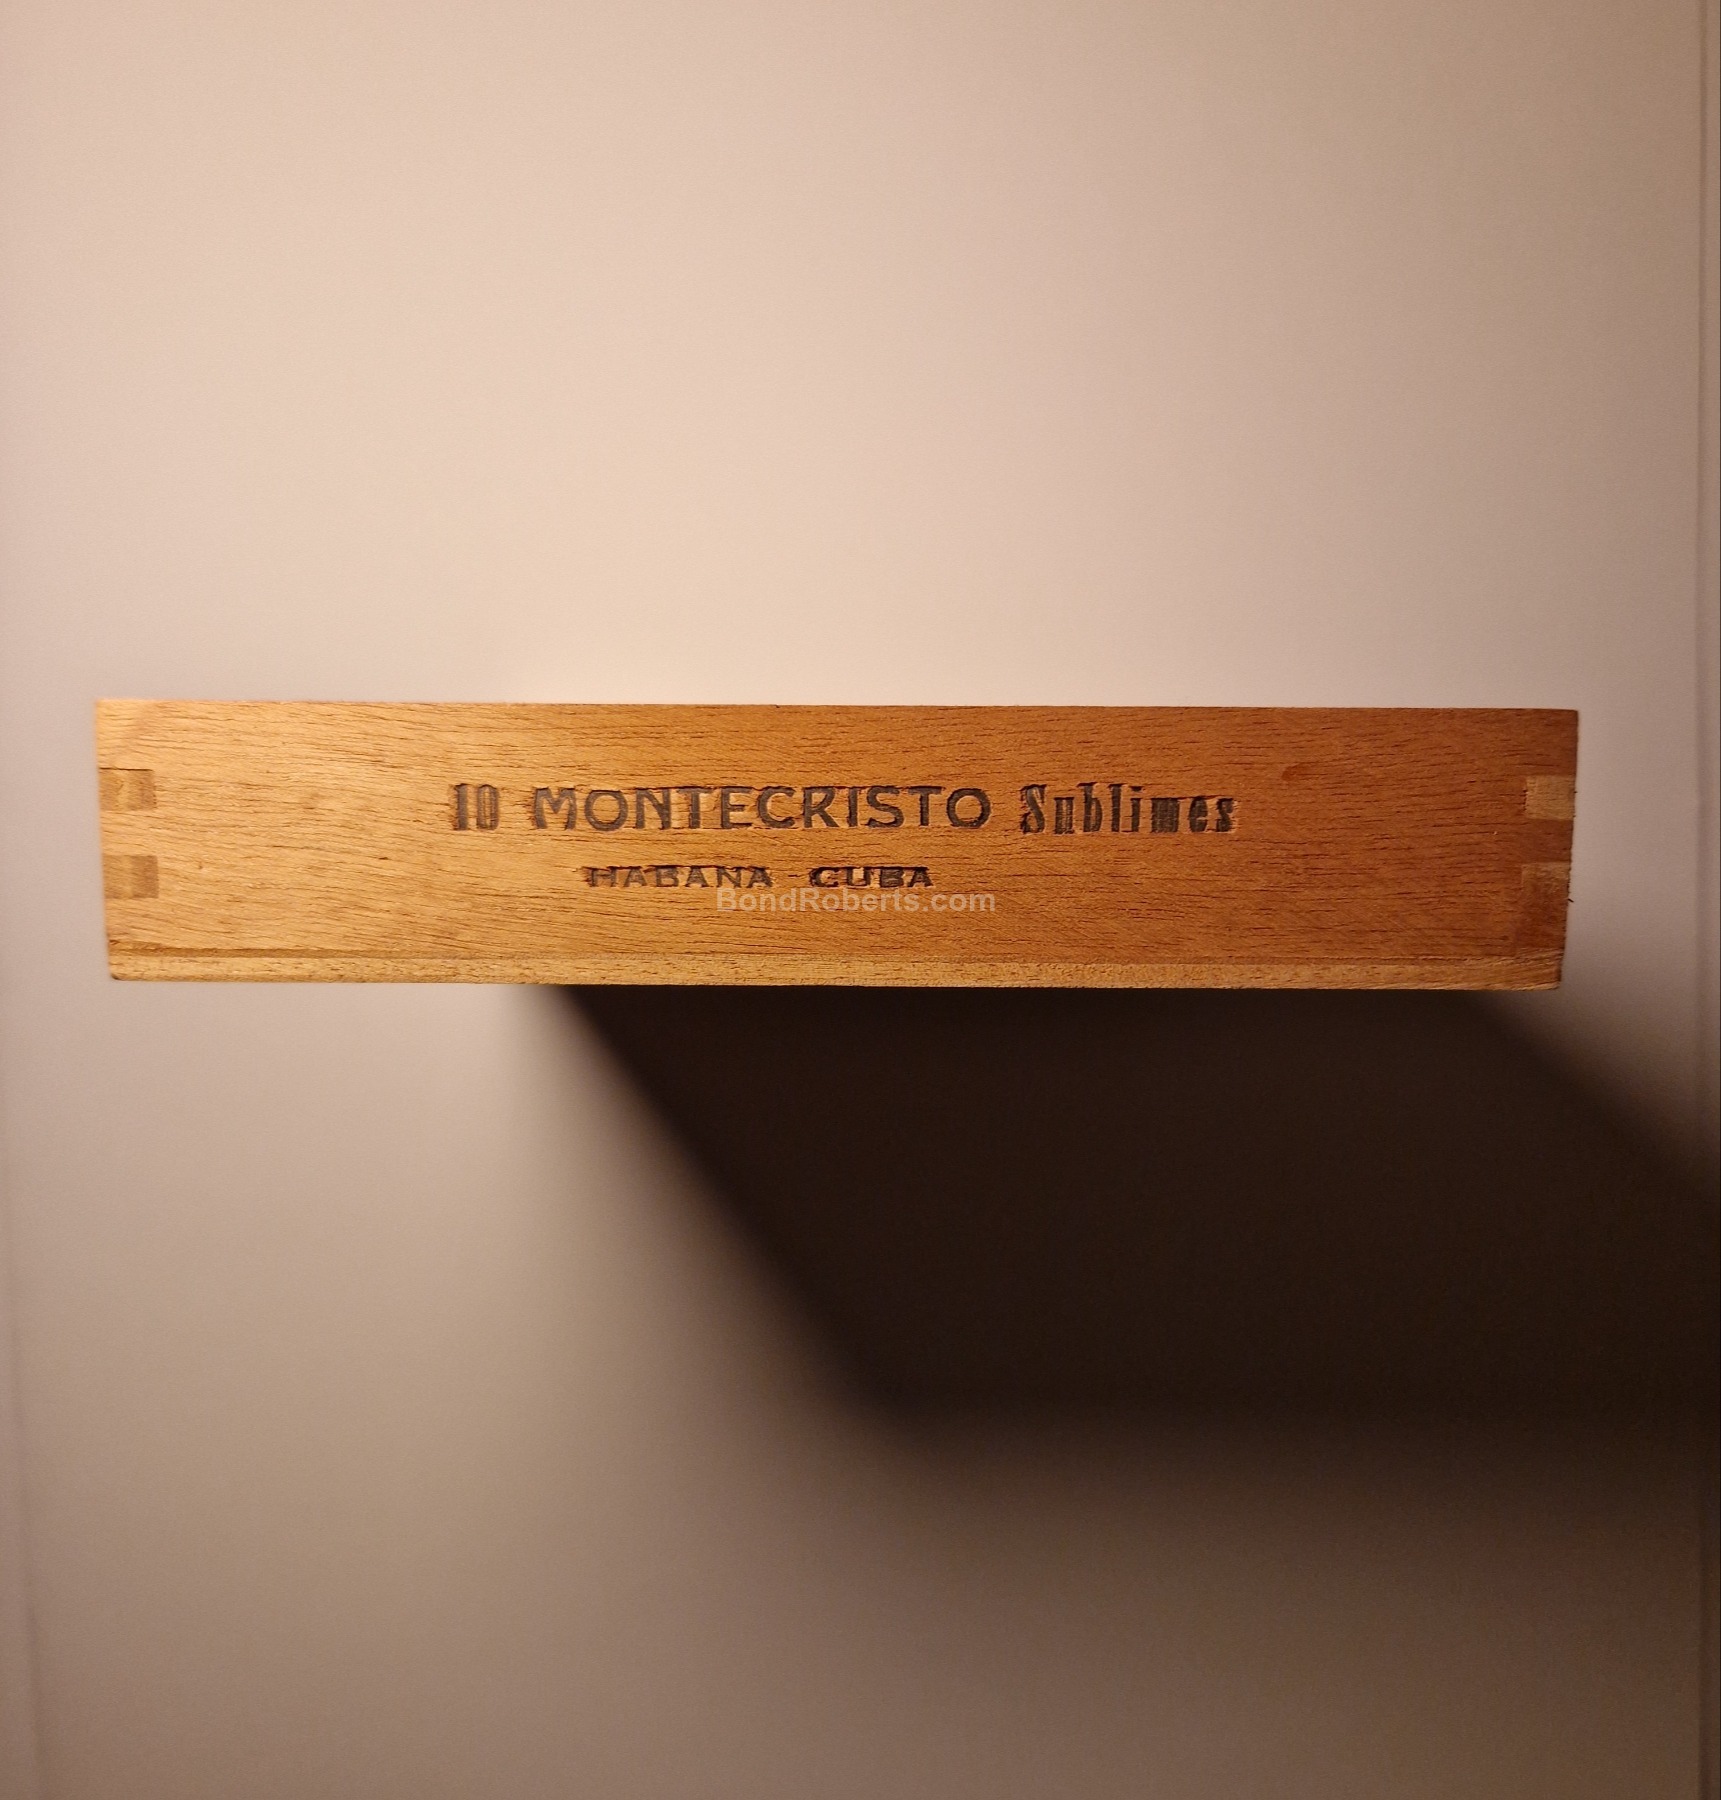 10 MONTECRISTO Sublimes
HABANA - CUBA
BondRoberts.com